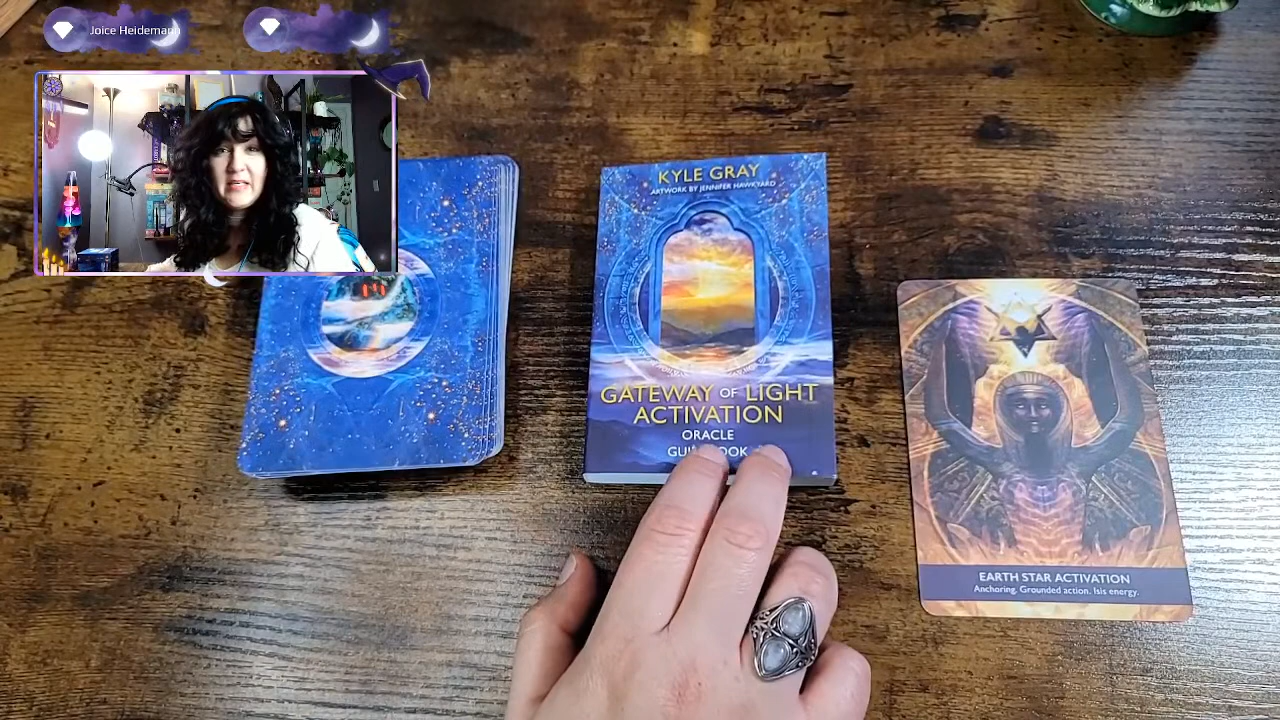 Joice Heidemann
KYLE GRAY
ARTWORK BY JENNIFER HAWKYARD
GATEWAY OF LIGHT
ACTIVATION
ORACLE
EARTH STAR ACTIVATION
Anchoring. Grounded action. Isis energy.